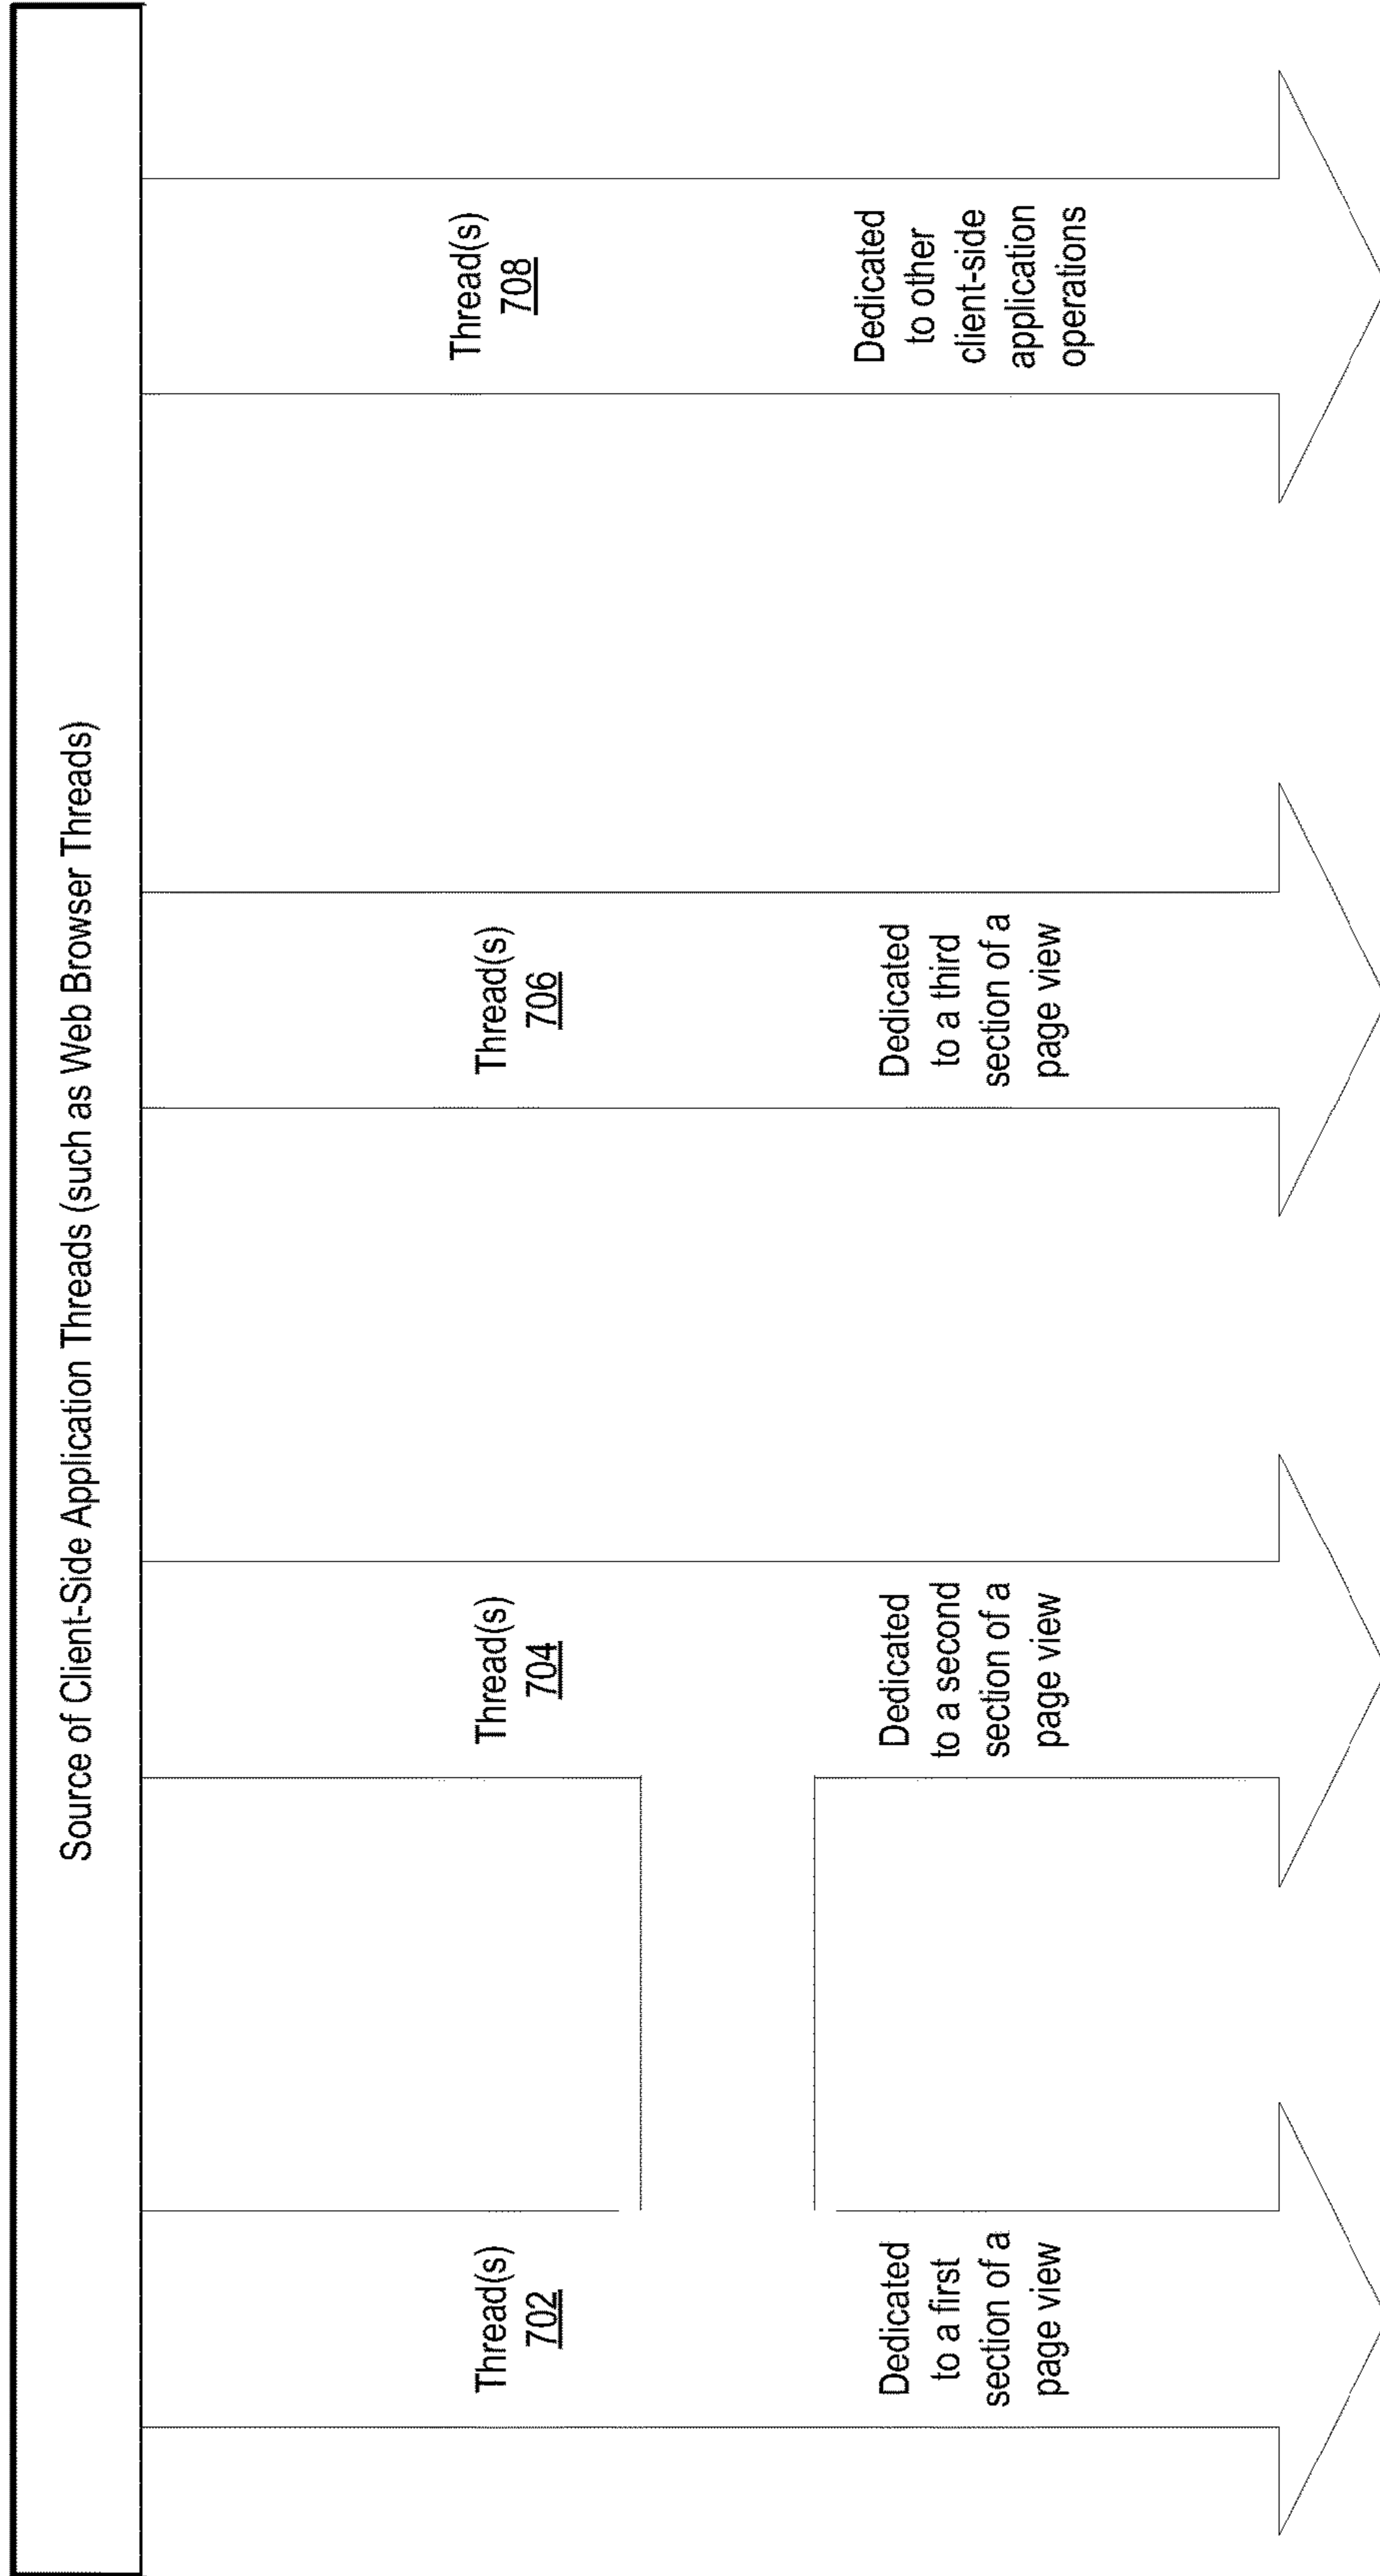 Source of Client-Side Application Threads (such as Web Browser Threads)
Thread(s)
702
Dedicated
to a first
section of a
page view
Thread(s)
704
Dedicated
to a second
section of a
page view
Thread(s)
706
Dedicated
to a third
section of a
page view
Thread(s)
708
Dedicated
to other
client-side
application
operations